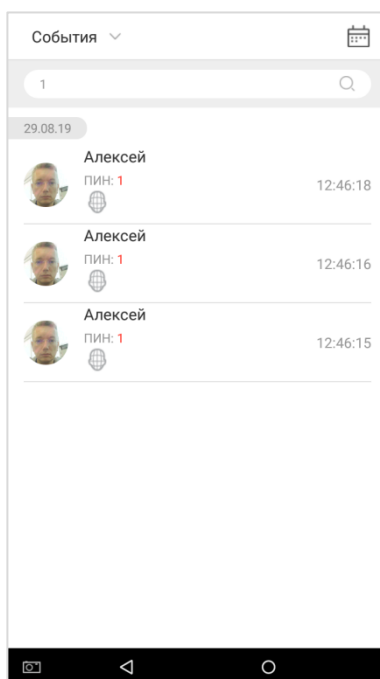 События
1
29.08.19
Алексей
ПИН: 1
12:46:18
Алексей
ПИН: 1
12:46:16
Алексей
ПИН: 1
12:46:15